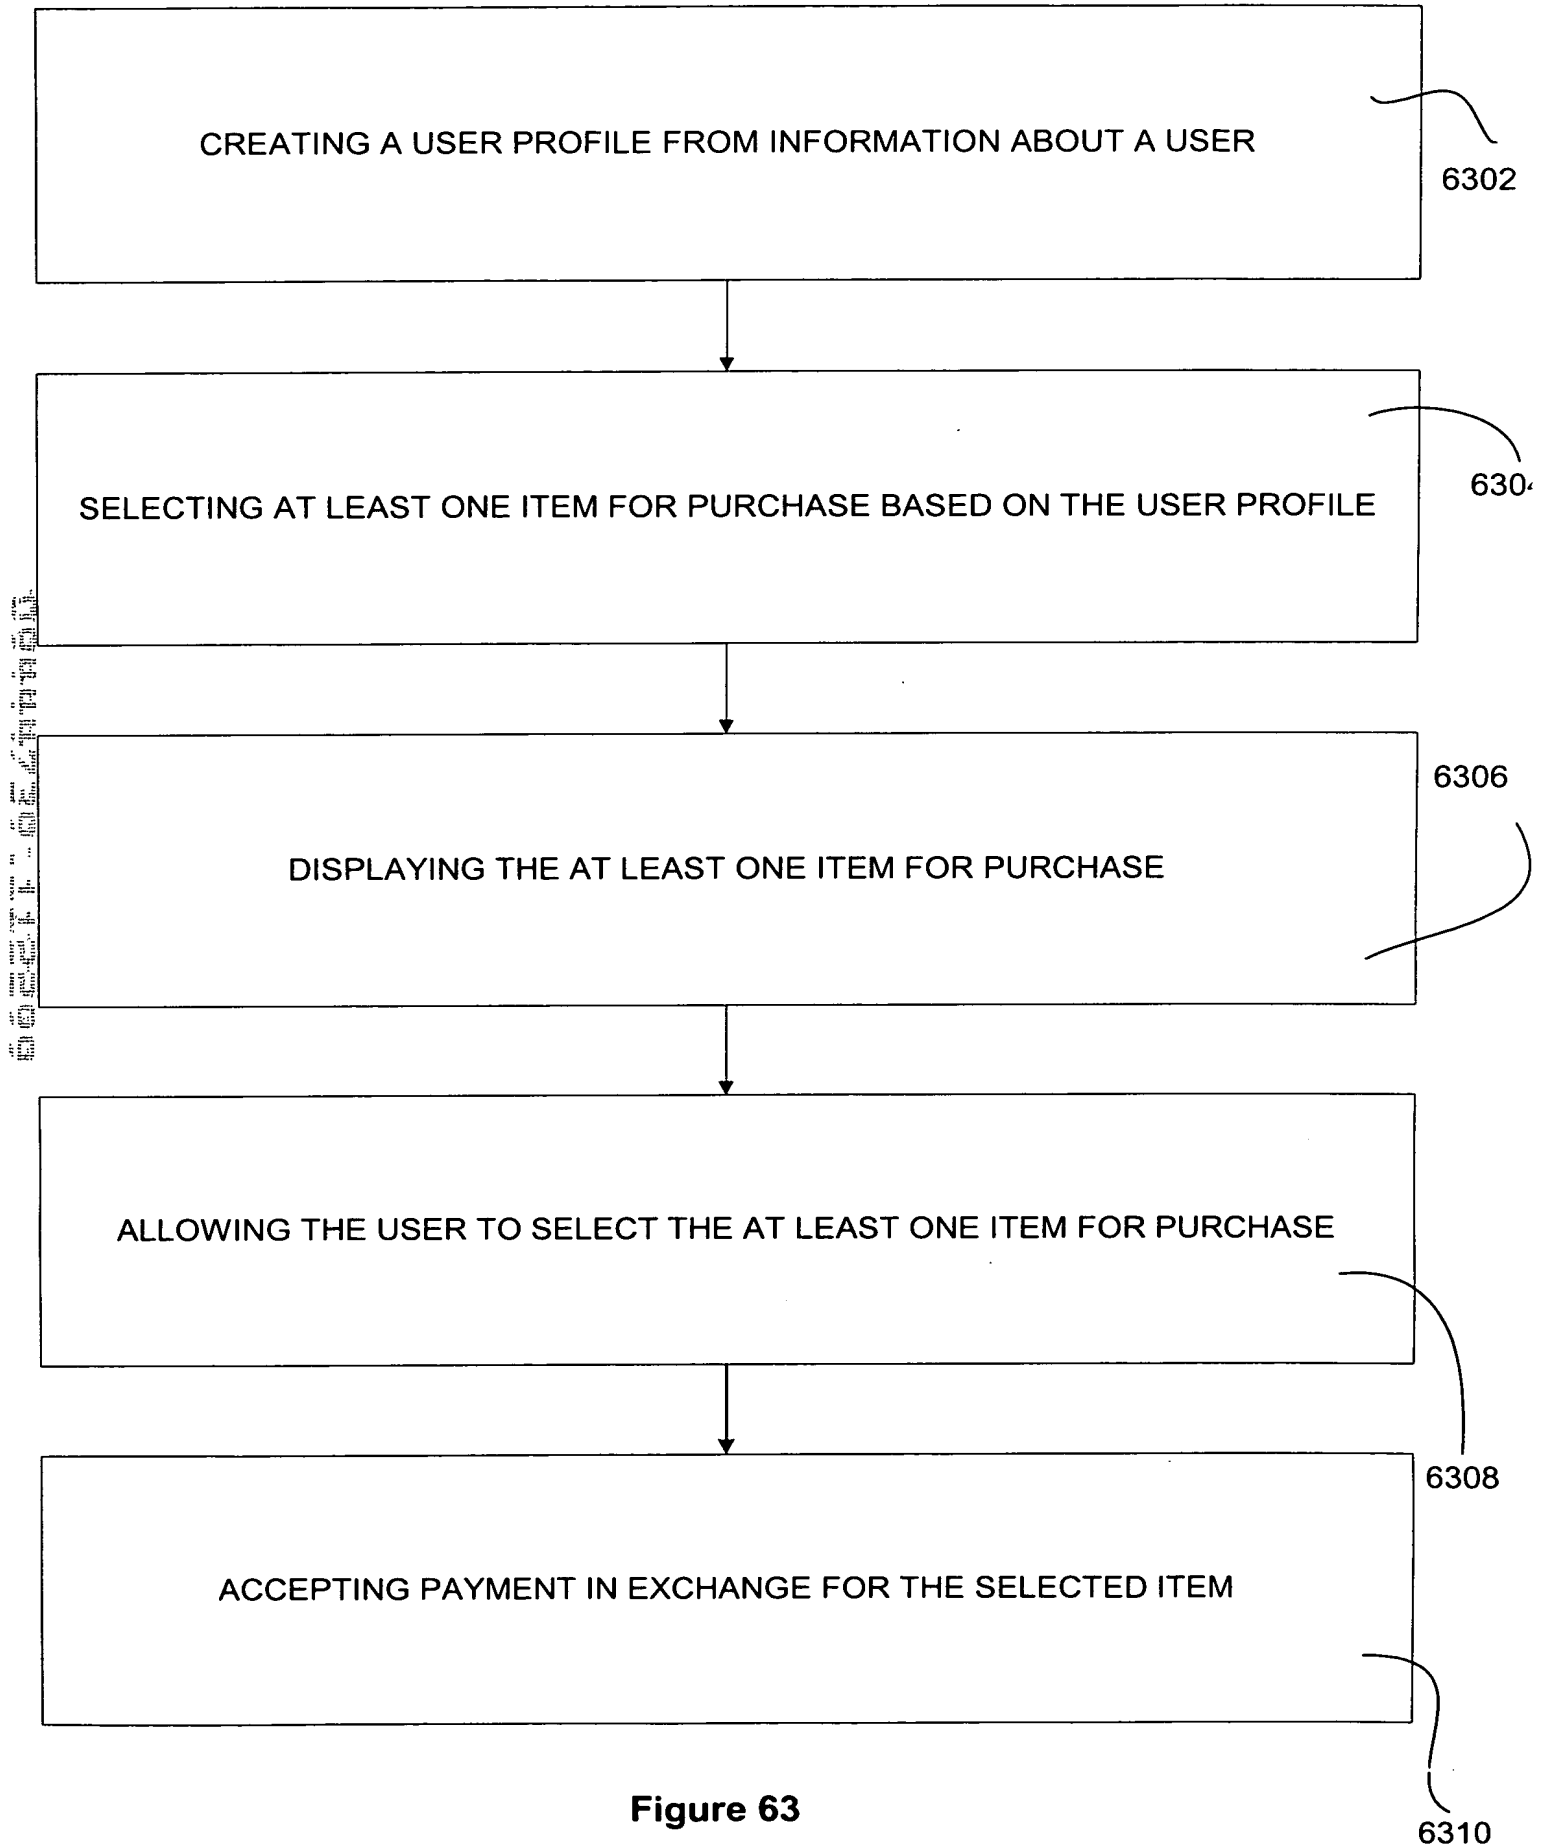 CREATING A USER PROFILE FROM INFORMATION ABOUT A USER
6302
SELECTING AT LEAST ONE ITEM FOR PURCHASE BASED ON THE USER PROFILE
6304
6306
DISPLAYING THE AT LEAST ONE ITEM FOR PURCHASE
ALLOWING THE USER TO SELECT THE AT LEAST ONE ITEM FOR PURCHASE
6308
ACCEPTING PAYMENT IN EXCHANGE FOR THE SELECTED ITEM
Figure 63
6310